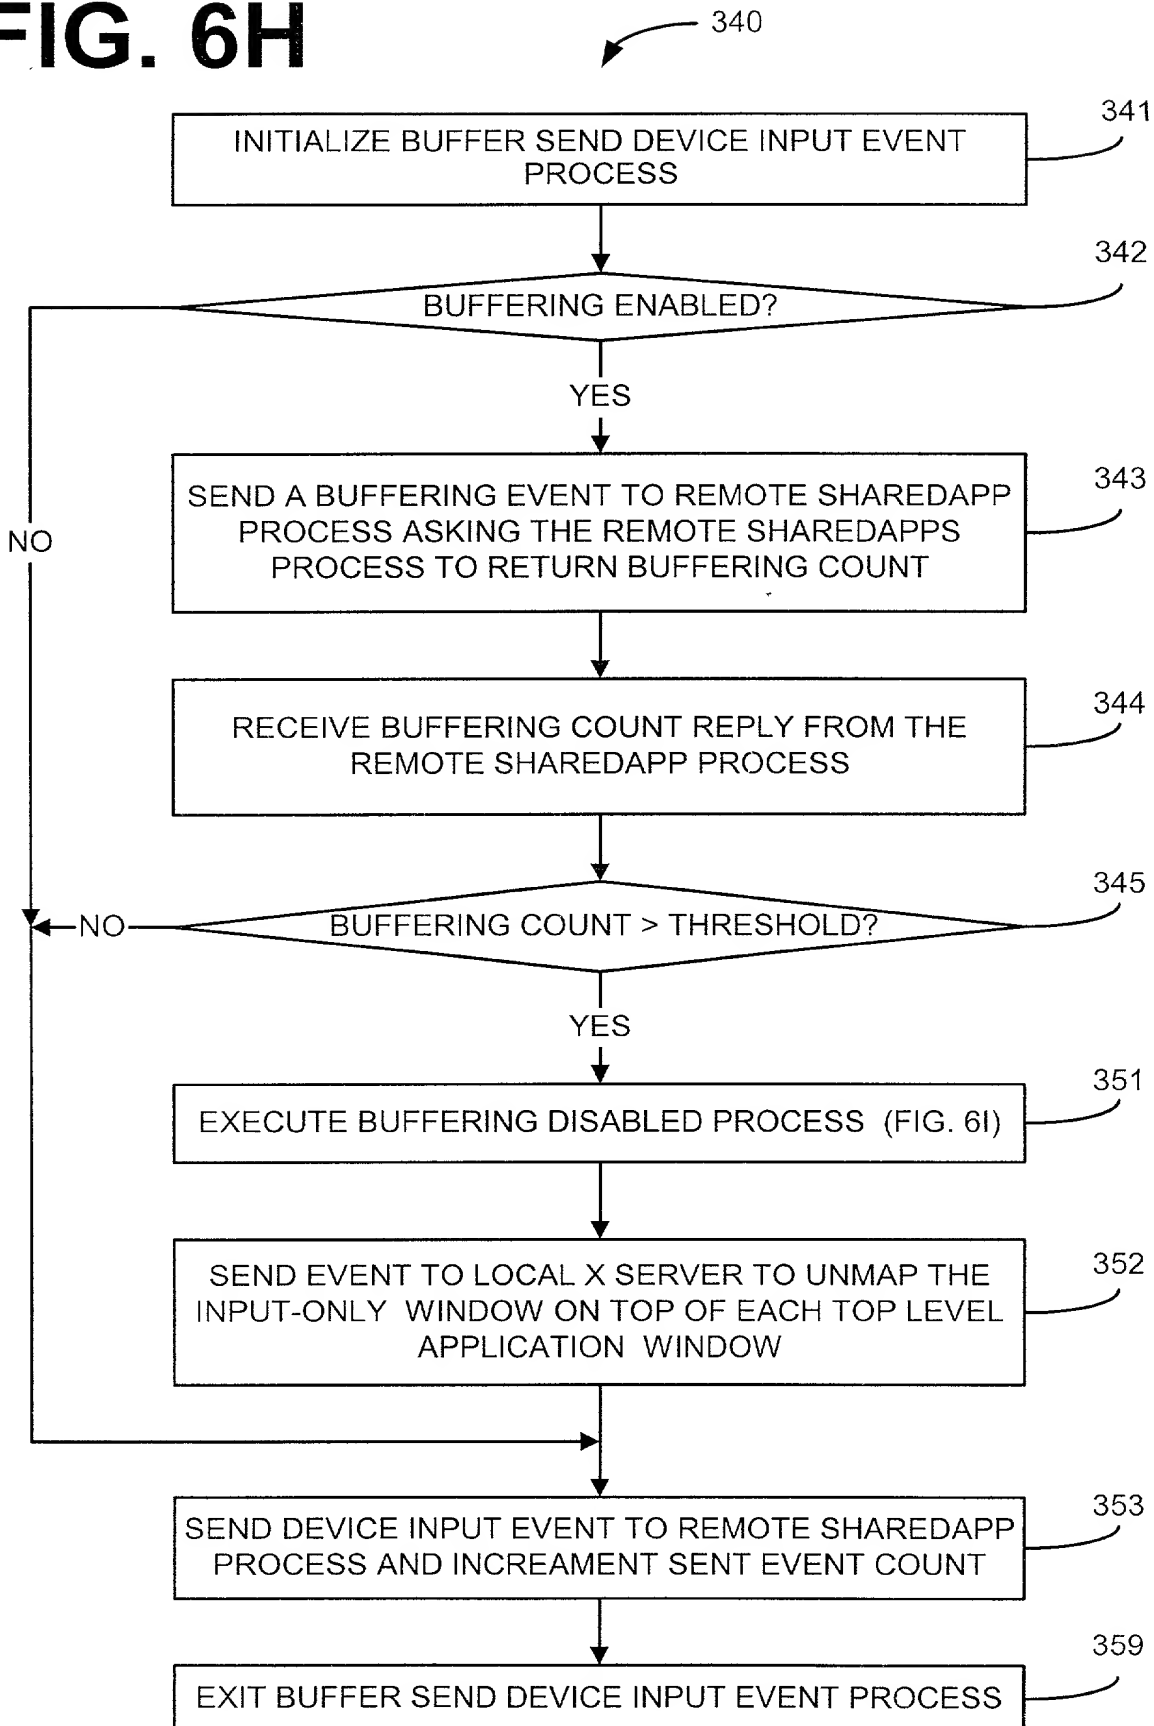 FIG. 6H
340
341
INITIALIZE BUFFER SEND DEVICE INPUT EVENT
PROCESS
342
BUFFERING ENABLED?
YES
NO
343
SEND A BUFFERING EVENT TO REMOTE SHAREDAPP
PROCESS ASKING THE REMOTE SHAREDAPPS
PROCESS TO RETURN BUFFERING COUNT
344
RECEIVE BUFFERING COUNT REPLY FROM THE
REMOTE SHAREDAPP PROCESS
345
BUFFERING COUNT > THRESHOLD?
NO
YES
351
EXECUTE BUFFERING DISABLED PROCESS (FIG. 6I)
352
SEND EVENT TO LOCAL X SERVER TO UNMAP THE
INPUT-ONLY WINDOW ON TOP OF EACH TOP LEVEL
APPLICATION WINDOW
353
SEND DEVICE INPUT EVENT TO REMOTE SHAREDAPP
PROCESS AND INCREAMENT SENT EVENT COUNT
359
EXIT BUFFER SEND DEVICE INPUT EVENT PROCESS